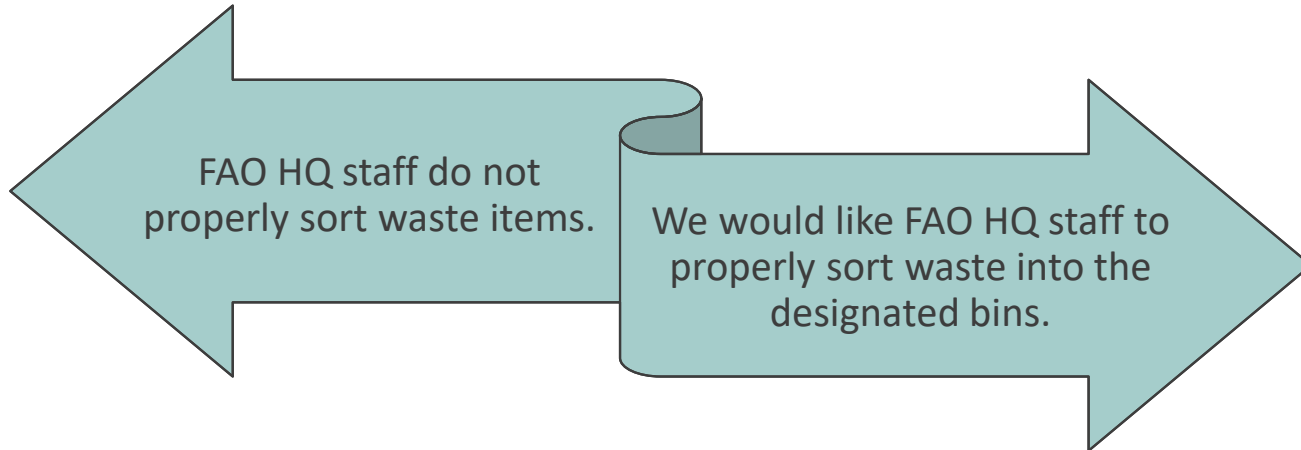 FAO HQ staff do not
properly sort waste items.
We would like FAO HQ staff to
properly sort waste into the
designated bins.